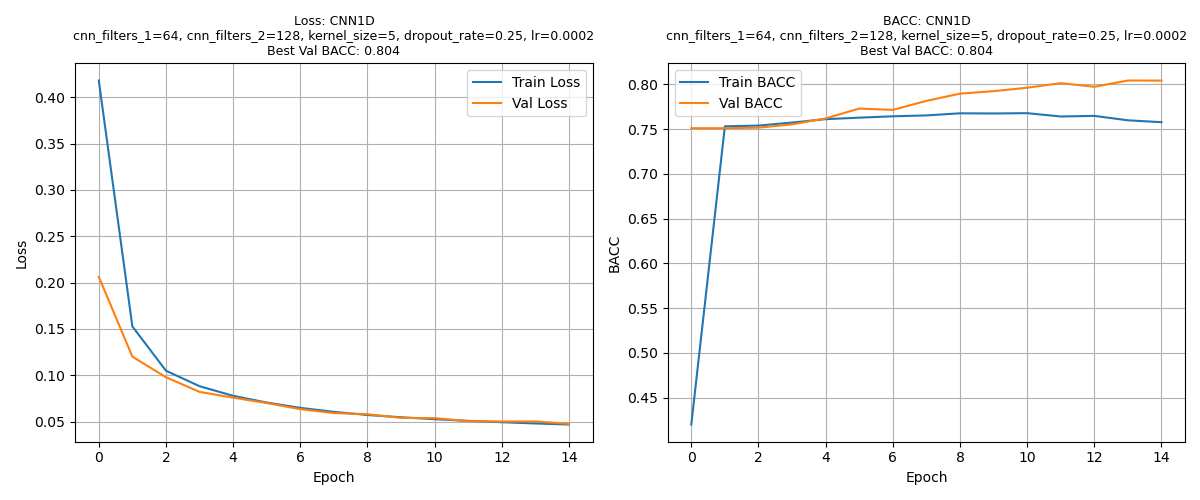 Loss: CNN1D
cnn_filters_1=64, cnn_filters_2=128, kernel_size=5, dropout_rate=0.25, lr=0.0002
Best Val BACC: 0.804
Train Loss
Val Loss
0.40
0.35
0.30
0.25
0.20
0.15
0.10
0.05
Loss
0 2 4 6 8 10 12 14
Epoch
BACC: CNN1D
cnn_filters_1=64, cnn_filters_2=128, kernel_size=5, dropout_rate=0.25, lr=0.0002
Best Val BACC: 0.804
Train BACC
Val BACC
0.80
0.75
0.70
0.65
0.60
0.55
0.50
0.45
BACC
0 2 4 6 8 10 12 14
Epoch